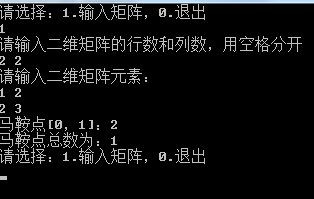 请选择：1.输入矩阵，0.退出
1
请输入二维矩阵的行数和列数，用空格分开
2 2
请输入二维矩阵元素：
1 2
2 3
马鞍点[0, 1]：2
马鞍点总数为：1
请选择：1.输入矩阵，0.退出